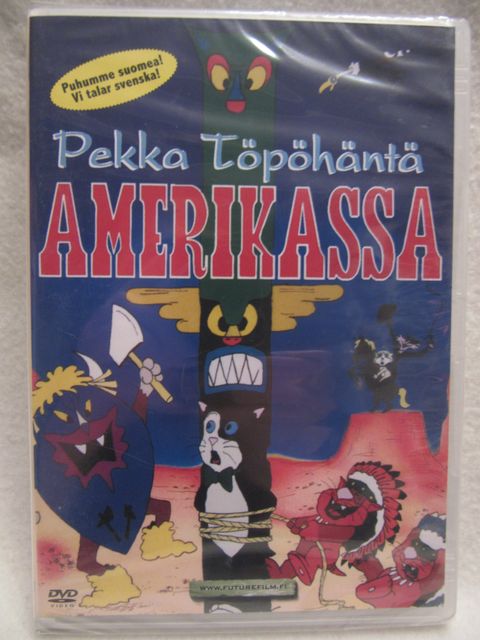 Puhumme suomea!
Vi talar svenska!
Pekka Töpöhäntä
AMERIKASSA
DVD
VIDEO
WWW.FUTUREFILM.FI